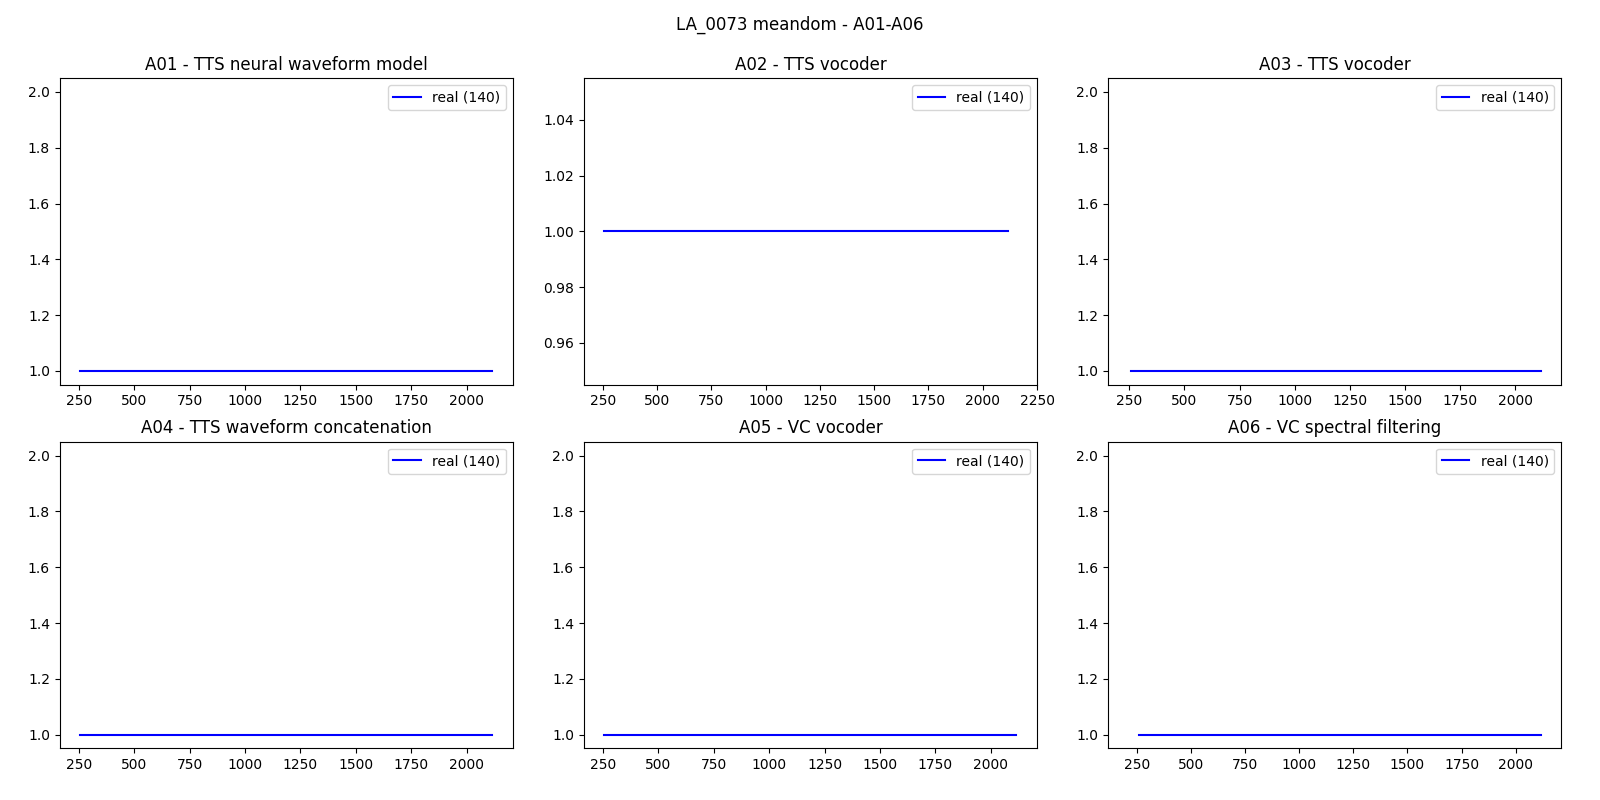 LA_0073 meandom - A01-A06
A01 - TTS neural waveform model
2.0
1.8
1.6
1.4
1.2
1.0
real (140)
250 500 750 1000 1250 1500 1750 2000
A02 - TTS vocoder
1.04
1.02
1.00
0.98
0.96
real (140)
250 500 750 1000 1250 1500 1750 2000 2250
A03 - TTS vocoder
2.0
1.8
1.6
1.4
1.2
1.0
real (140)
250 500 750 1000 1250 1500 1750 2000
A04 - TTS waveform concatenation
2.0
1.8
1.6
1.4
1.2
1.0
real (140)
250 500 750 1000 1250 1500 1750 2000
A05 - VC vocoder
2.0
1.8
1.6
1.4
1.2
1.0
real (140)
250 500 750 1000 1250 1500 1750 2000
A06 - VC spectral filtering
2.0
1.8
1.6
1.4
1.2
1.0
real (140)
250 500 750 1000 1250 1500 1750 2000